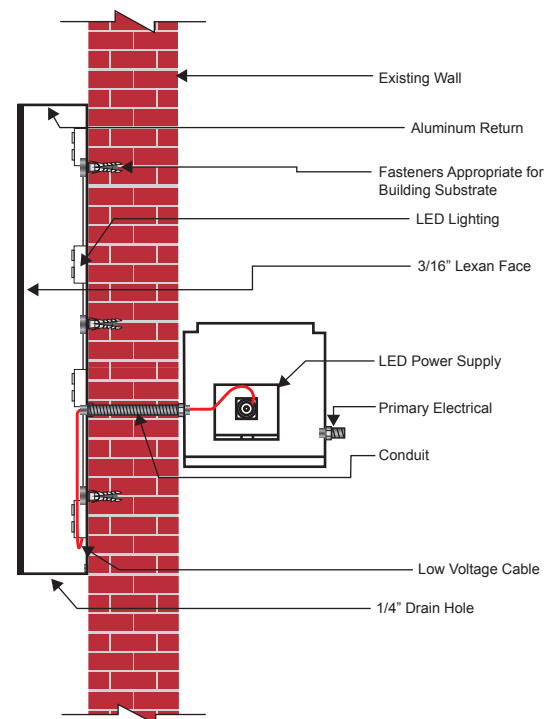 Existing Wall
Aluminum Return
Fasteners Appropriate for
Building Substrate
LED Lighting
3/16” Lexan Face
LED Power Supply
Primary Electrical
Conduit
Low Voltage Cable
1/4” Drain Hole